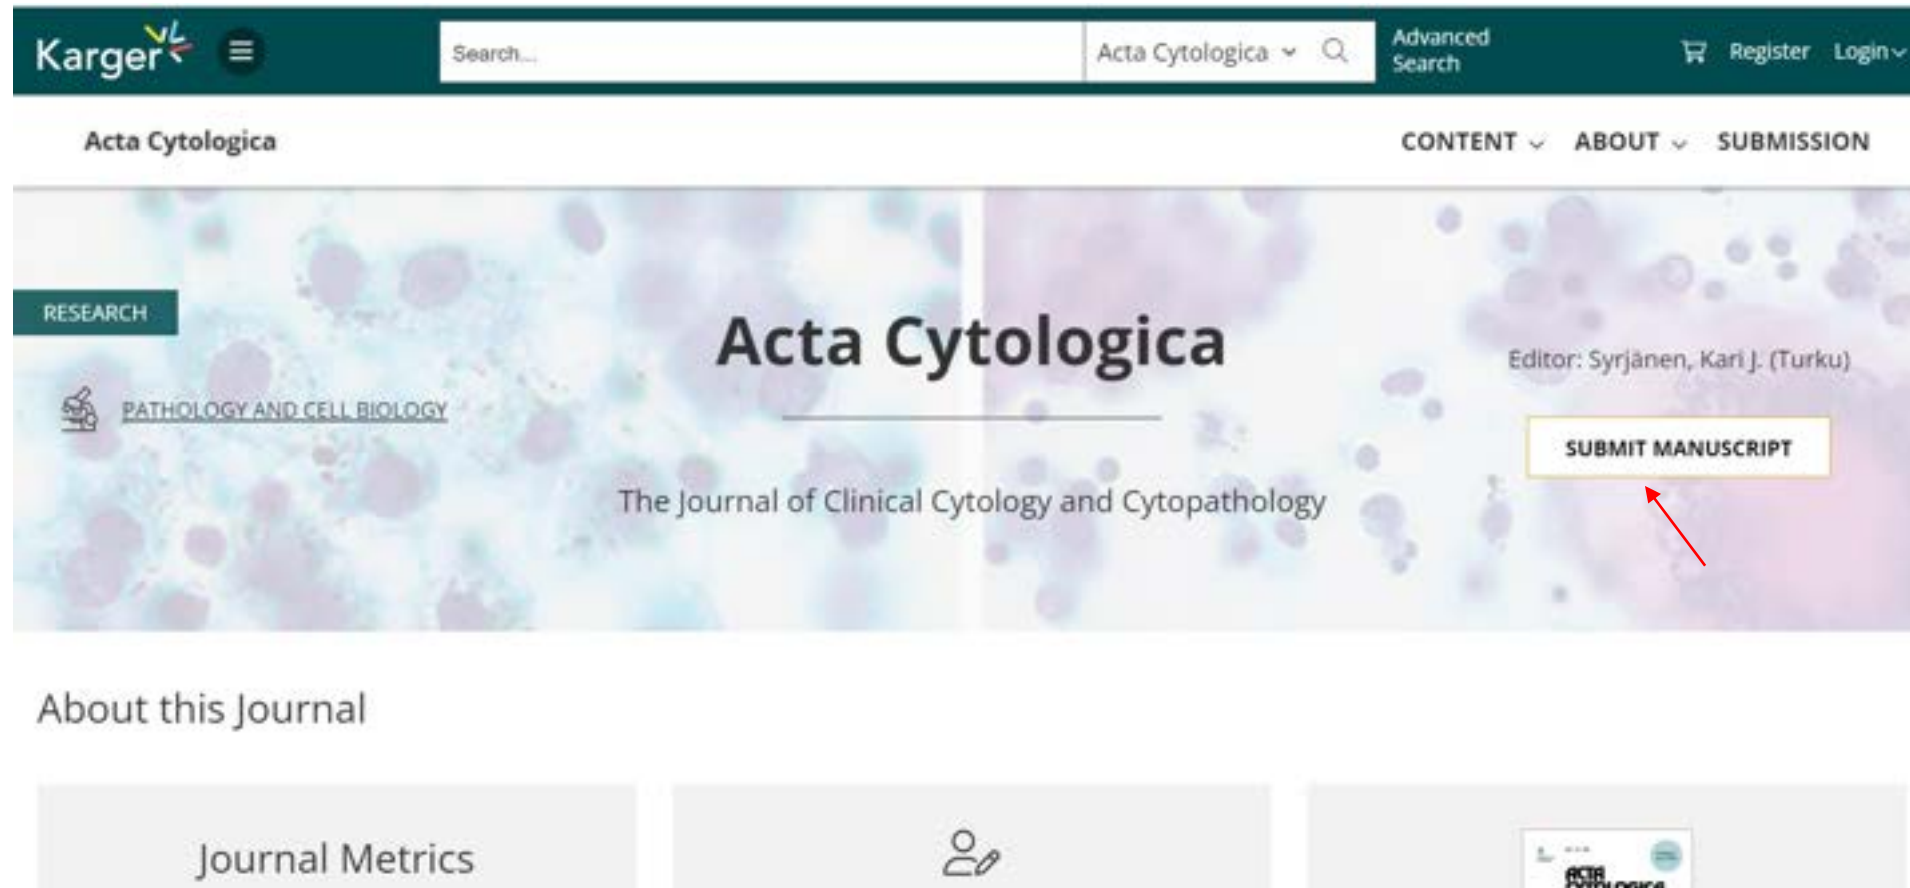 Karger
Search...
Acta Cytologica
Advanced
Search
Register
Login
Acta Cytologica
CONTENT
ABOUT
SUBMISSION
RESEARCH
PATHOLOGY AND CELL BIOLOGY
Acta Cytologica
The Journal of Clinical Cytology and Cytopathology
Editor: Syrjänen, Kari J. (Turku)
SUBMIT MANUSCRIPT
About this Journal
Journal Metrics
ACTA
CYTOLOGICA